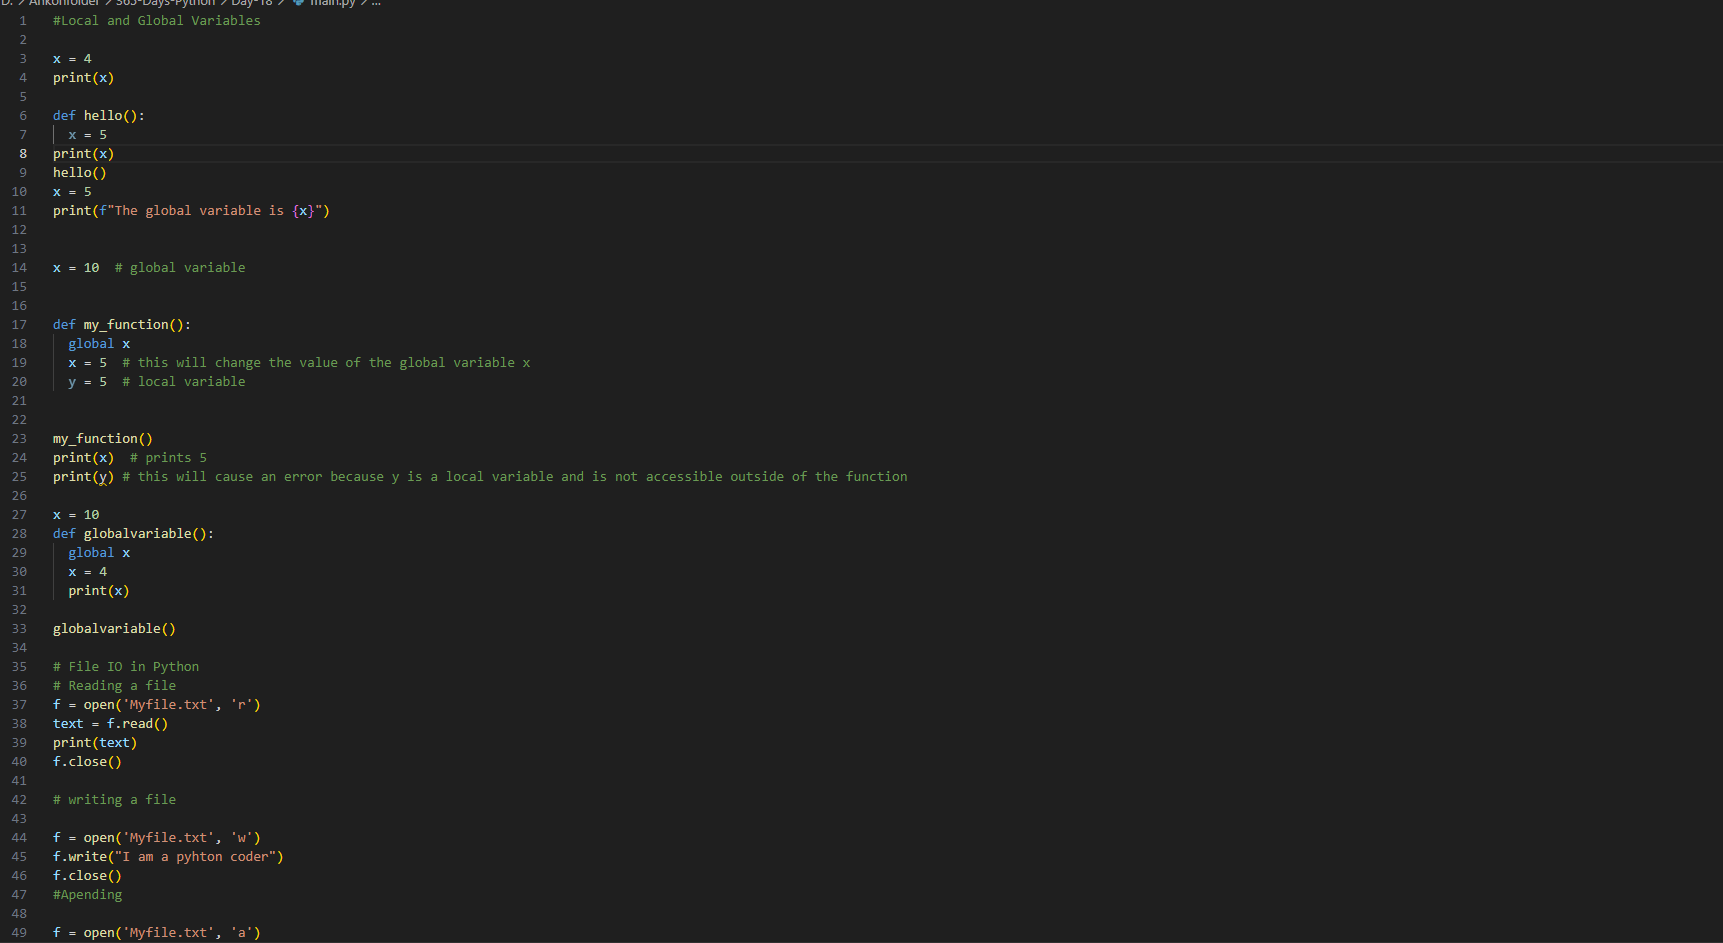 D: > Ankonfolder > 365-Days-Python > Day-18 > main.py > ...
1 #Local and Global Variables
2
3 x = 4
4 print(x)
5
6 def hello():
7   x = 5
8 print(x)
9 hello()
10 x = 5
11 print(f"The global variable is {x}")
12
13
14 x = 10  # global variable
15
16
17 def my_function():
18   global x
19   x = 5  # this will change the value of the global variable x
20   y = 5  # local variable
21
22
23 my_function()
24 print(x)  # prints 5
25 print(y) # this will cause an error because y is a local variable and is not accessible outside of the function
26
27 x = 10
28 def globalvariable():
29   global x
30   x = 4
31   print(x)
32
33 globalvariable()
34
35 # File IO in Python
36 # Reading a file
37 f = open('Myfile.txt', 'r')
38 text = f.read()
39 print(text)
40 f.close()
41
42 # writing a file
43
44 f = open('Myfile.txt', 'w')
45 f.write("I am a pyhton coder")
46 f.close()
47 #Apending
48
49 f = open('Myfile.txt', 'a')